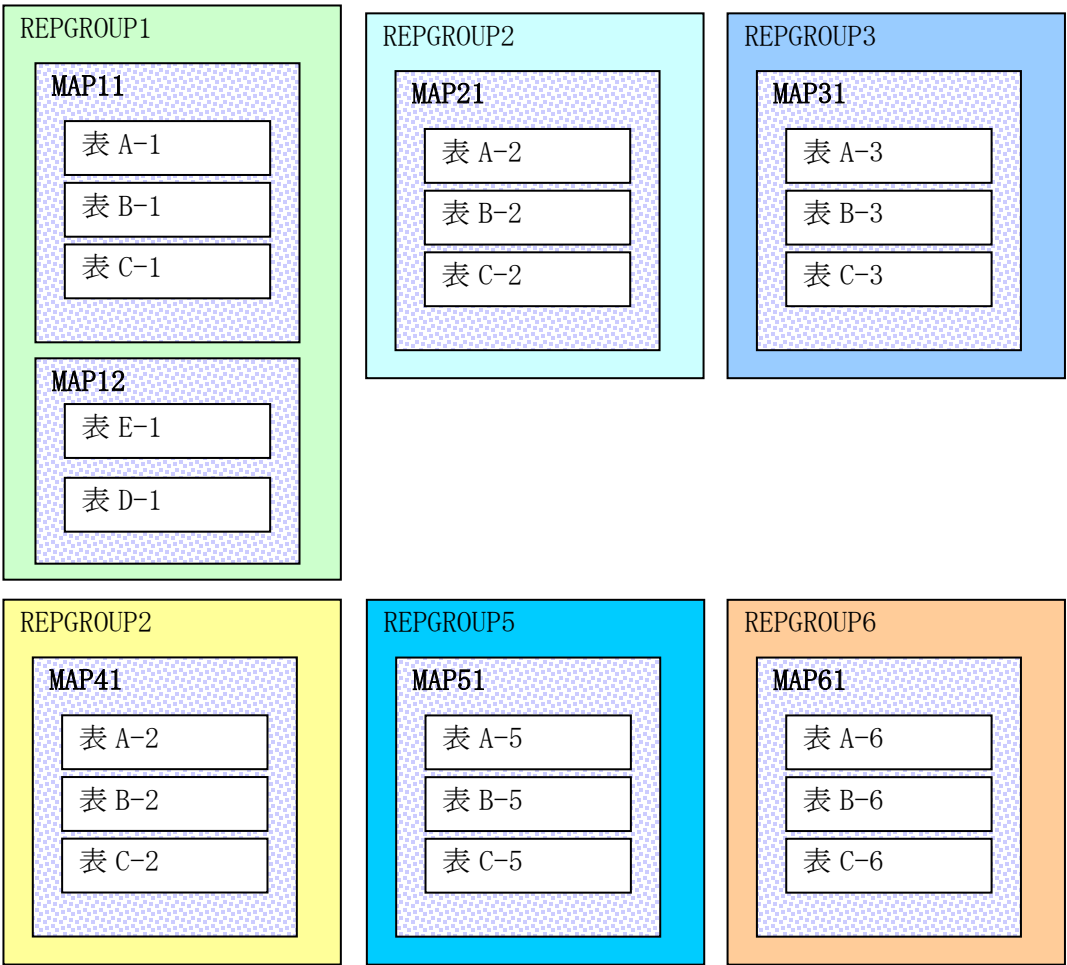 REPGROUP1
MAP11
表 A-1
表 B-1
表 C-1
MAP12
表 E-1
表 D-1
REPGROUP2
MAP21
表 A-2
表 B-2
表 C-2
REPGROUP3
MAP31
表 A-3
表 B-3
表 C-3
REPGROUP2
MAP41
表 A-2
表 B-2
表 C-2
REPGROUP5
MAP51
表 A-5
表 B-5
表 C-5
REPGROUP6
MAP61
表 A-6
表 B-6
表 C-6